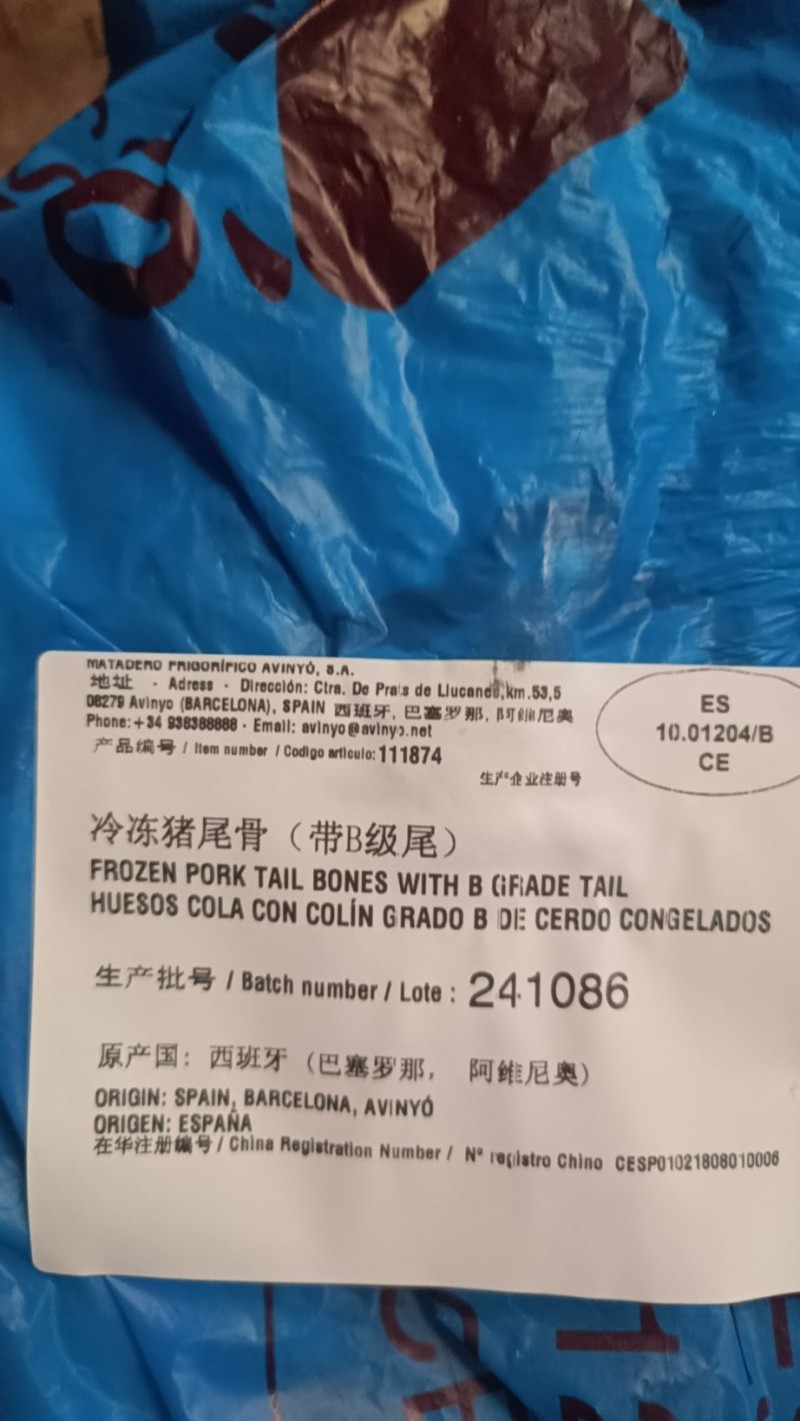 MATADERO FRIGORÍFICO AVINYÓ, S.A.
地址 - Adress - Dirección: Ctra. De Prats de Llucanés, km.53,5
08279 Avinyo (BARCELONA), SPAIN 西班牙, 巴塞罗那, 阿维尼奥
Phone: +34 938388888 - Email: avinyo@avinyo.net
产品编号 / Item number / Codigo articulo: 111874
生产企业注册号
ES
10.01204/B
CE
冷冻猪尾骨（带B级尾）
FROZEN PORK TAIL BONES WITH B GRADE TAIL
HUESOS COLA CON COLÍN GRADO B DE CERDO CONGELADOS
生产批号 / Batch number / Lote : 241086
原产国: 西班牙 (巴塞罗那, 阿维尼奥)
ORIGIN: SPAIN, BARCELONA, AVINYÓ
ORIGEN: ESPAÑA
在华注册编号 / China Registration Number / Nº registro Chino CESP01021808010006